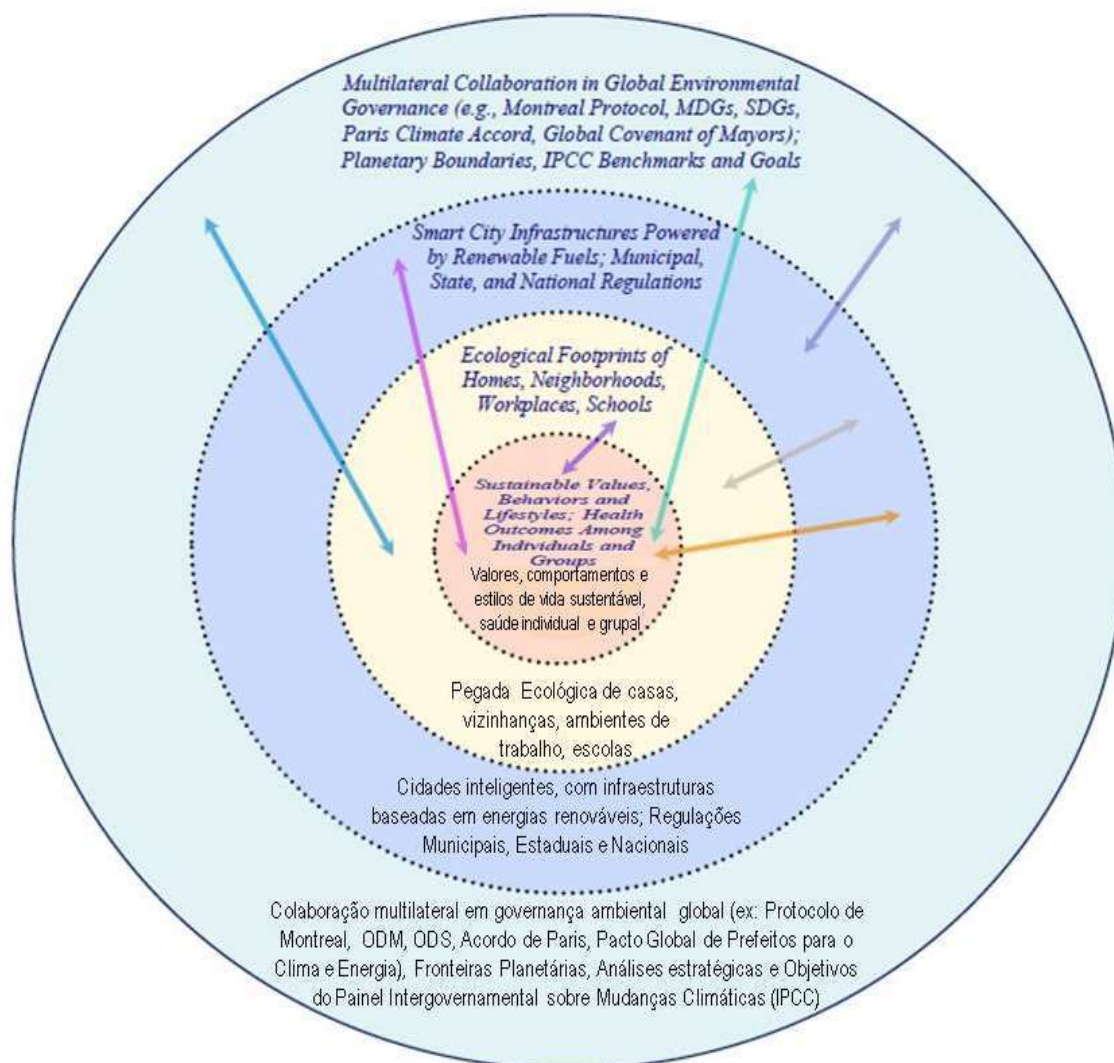 Multilateral Collaboration in Global Environmental
Governance (e.g., Montreal Protocol, MDGs, SDGs,
Paris Climate Accord, Global Covenant of Mayors);
Planetary Boundaries, IPCC Benchmarks and Goals
Smart City Infrastructures Powered
by Renewable Fuels; Municipal,
State, and National Regulations
Ecological Footprints of
Homes, Neighborhoods,
Workplaces, Schools
Sustainable Values,
Behaviors and
Lifestyles; Health
Outcomes Among
Individuals and
Groups
Valores, comportamentos e
estilos de vida sustentável,
saúde individual e grupal
Pegada Ecológica de casas,
vizinhanças, ambientes de
trabalho, escolas
Cidades inteligentes, com infraestruturas
baseadas em energias renováveis; Regulações
Municipais, Estaduais e Nacionais
Colaboração multilateral em governança ambiental global (ex: Protocolo de
Montreal, ODM, ODS, Acordo de Paris, Pacto Global de Prefeitos para o
Clima e Energia), Fronteiras Planetárias, Análises estratégicas e Objetivos
do Painel Intergovernamental sobre Mudanças Climáticas (IPCC)